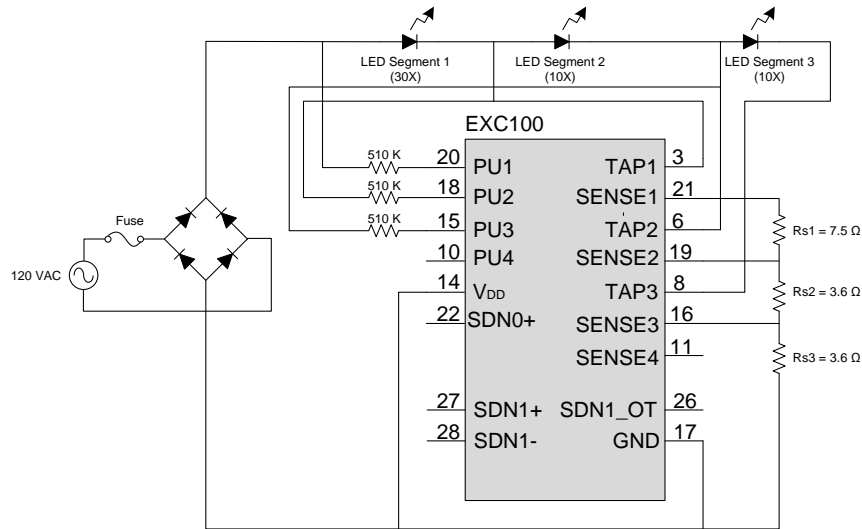 LED Segment 1
(30X)
LED Segment 2
(10X)
LED Segment 3
(10X)
EXC100
510 K
20
PU1
TAP1
3
510 K
18
PU2
SENSE1
21
510 K
15
PU3
TAP2
6
Rs1 = 7.5 Ω
10
PU4
SENSE2
19
Fuse
120 VAC
14
VDD
TAP3
8
Rs2 = 3.6 Ω
22
SDN0+
SENSE3
16
SENSE4
11
Rs3 = 3.6 Ω
27
SDN1+
SDN1_OT
26
28
SDN1-
GND
17